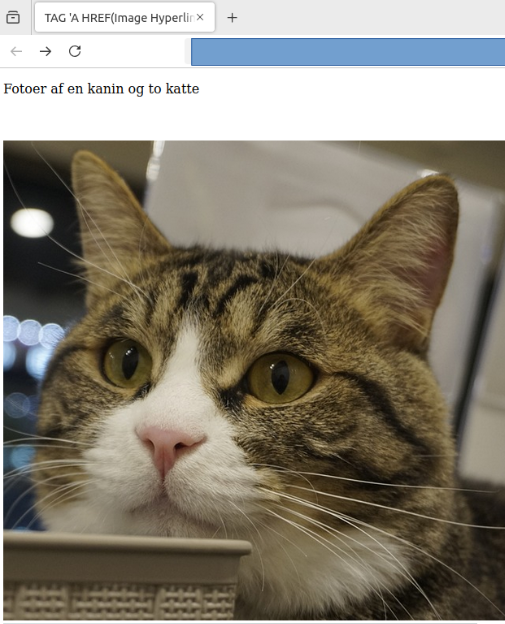 TAG 'A HREF(Image Hyperlin
Fotoer af en kanin og to katte